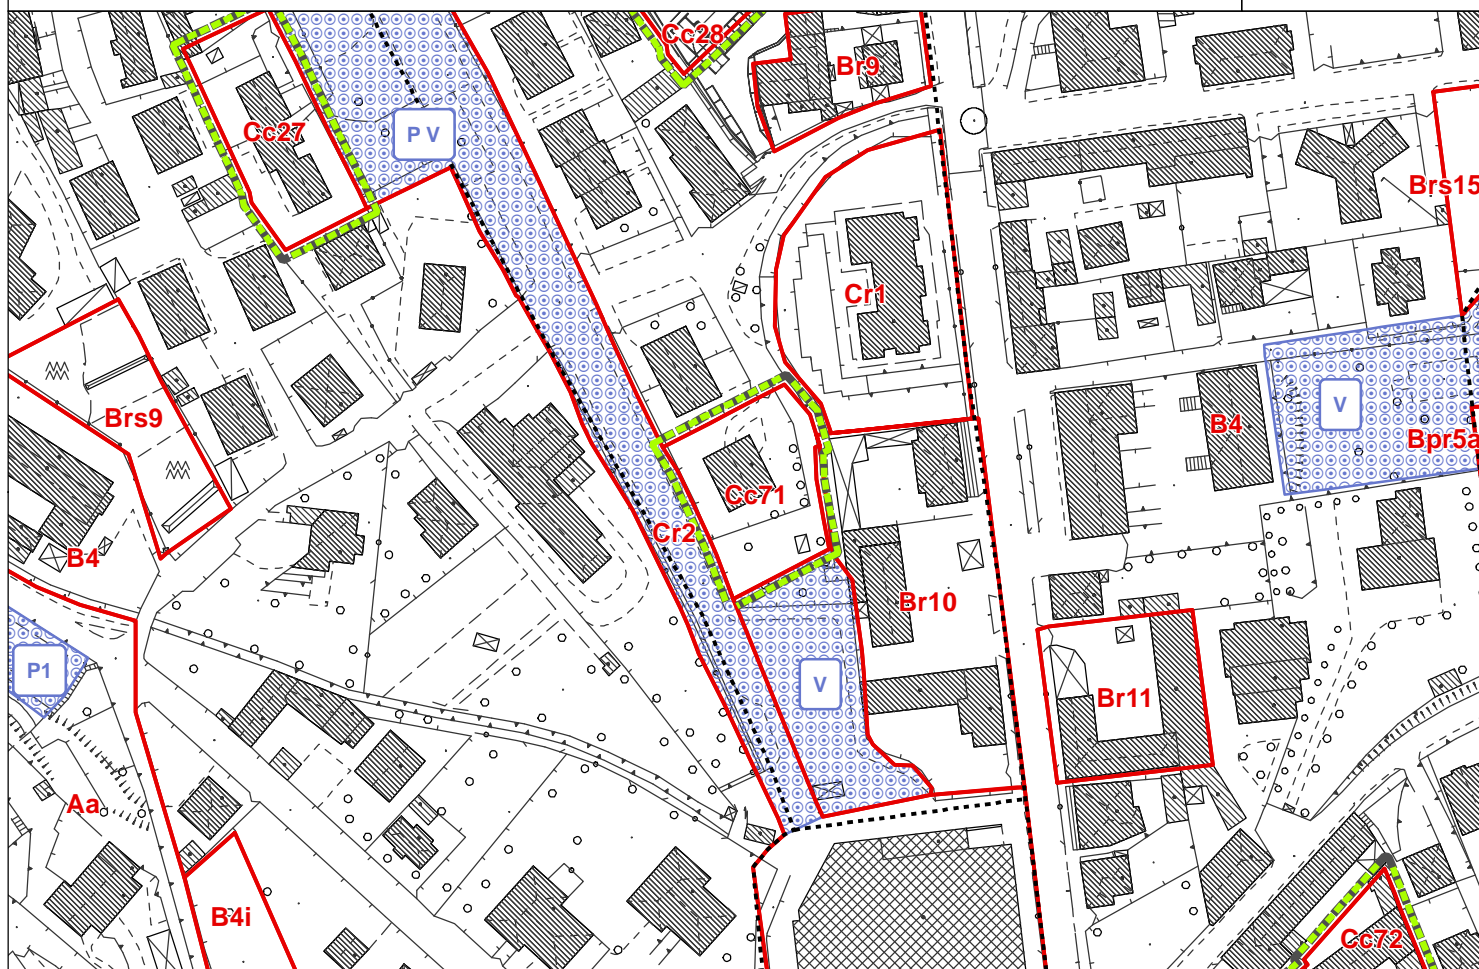 Cc28
Br9
Cc27
P V
Brs15
Cr1
Brs9
V
B4
Bpr5a
Cc71
Cr2
B4
Br10
P1
V
Br11
Aa
B4i
Cc72